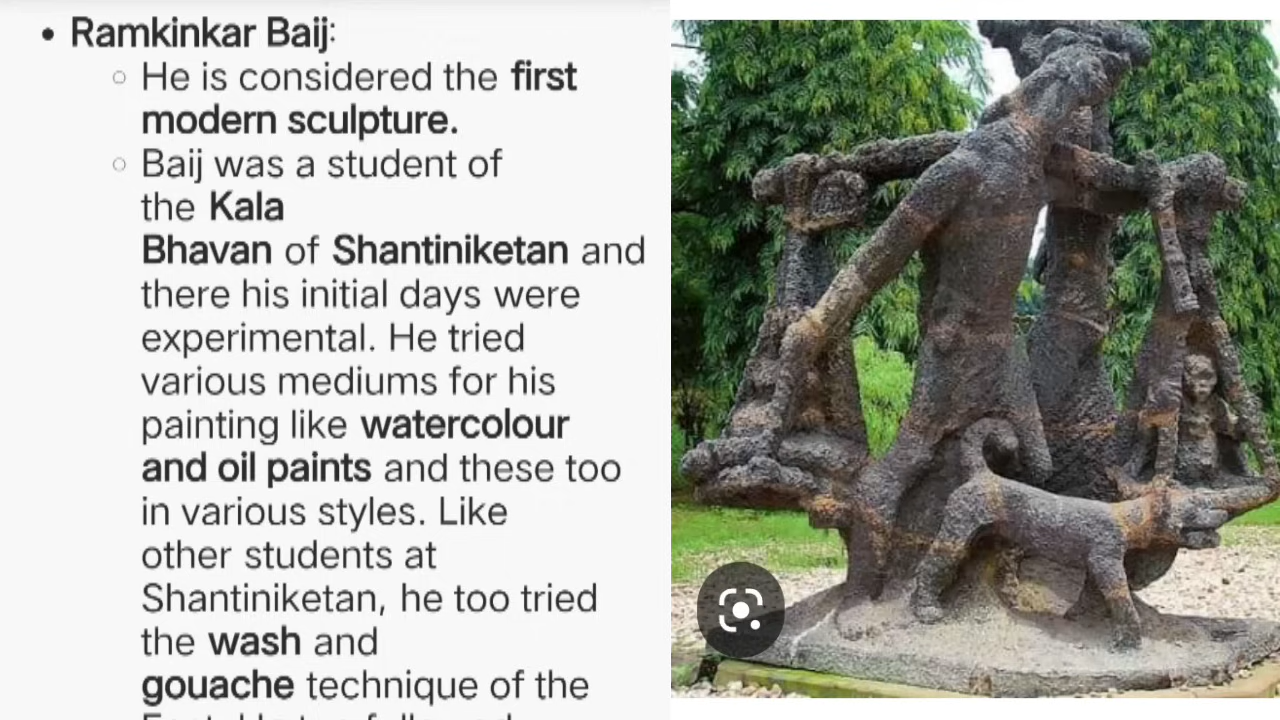 • Ramkinkar Baij:
○ He is considered the first
modern sculpture.
○ Baij was a student of
the Kala
Bhavan of Shantiniketan and
there his initial days were
experimental. He tried
various mediums for his
painting like watercolour
and oil paints and these too
in various styles. Like
other students at
Shantiniketan, he too tried
the wash and
gouache technique of the